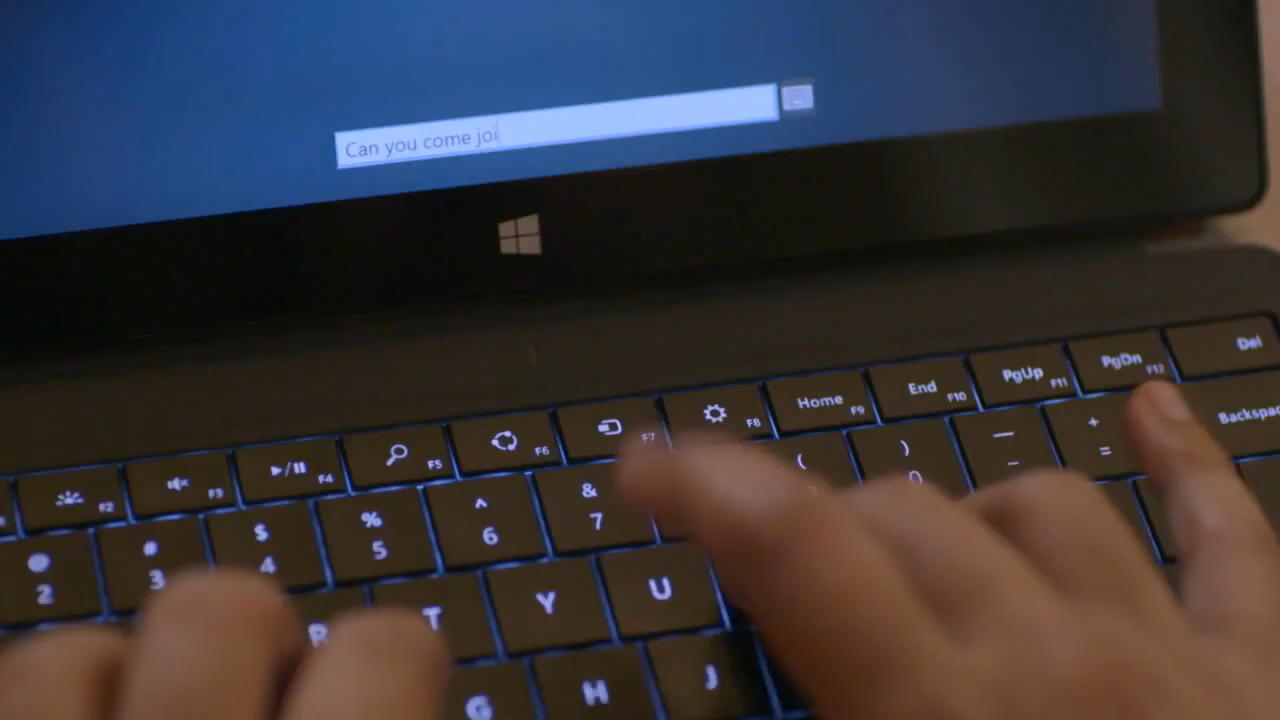 Can you come joi
Del
PgDn F12
PgUp F11
End F10
Home F9
F8
F7
F6
F5
F4
F3
F2
Backspac
+ =
— -
)
(
& 7
^ 6
% 5
$ 4
# 3
@ 2
R T Y U
G H J